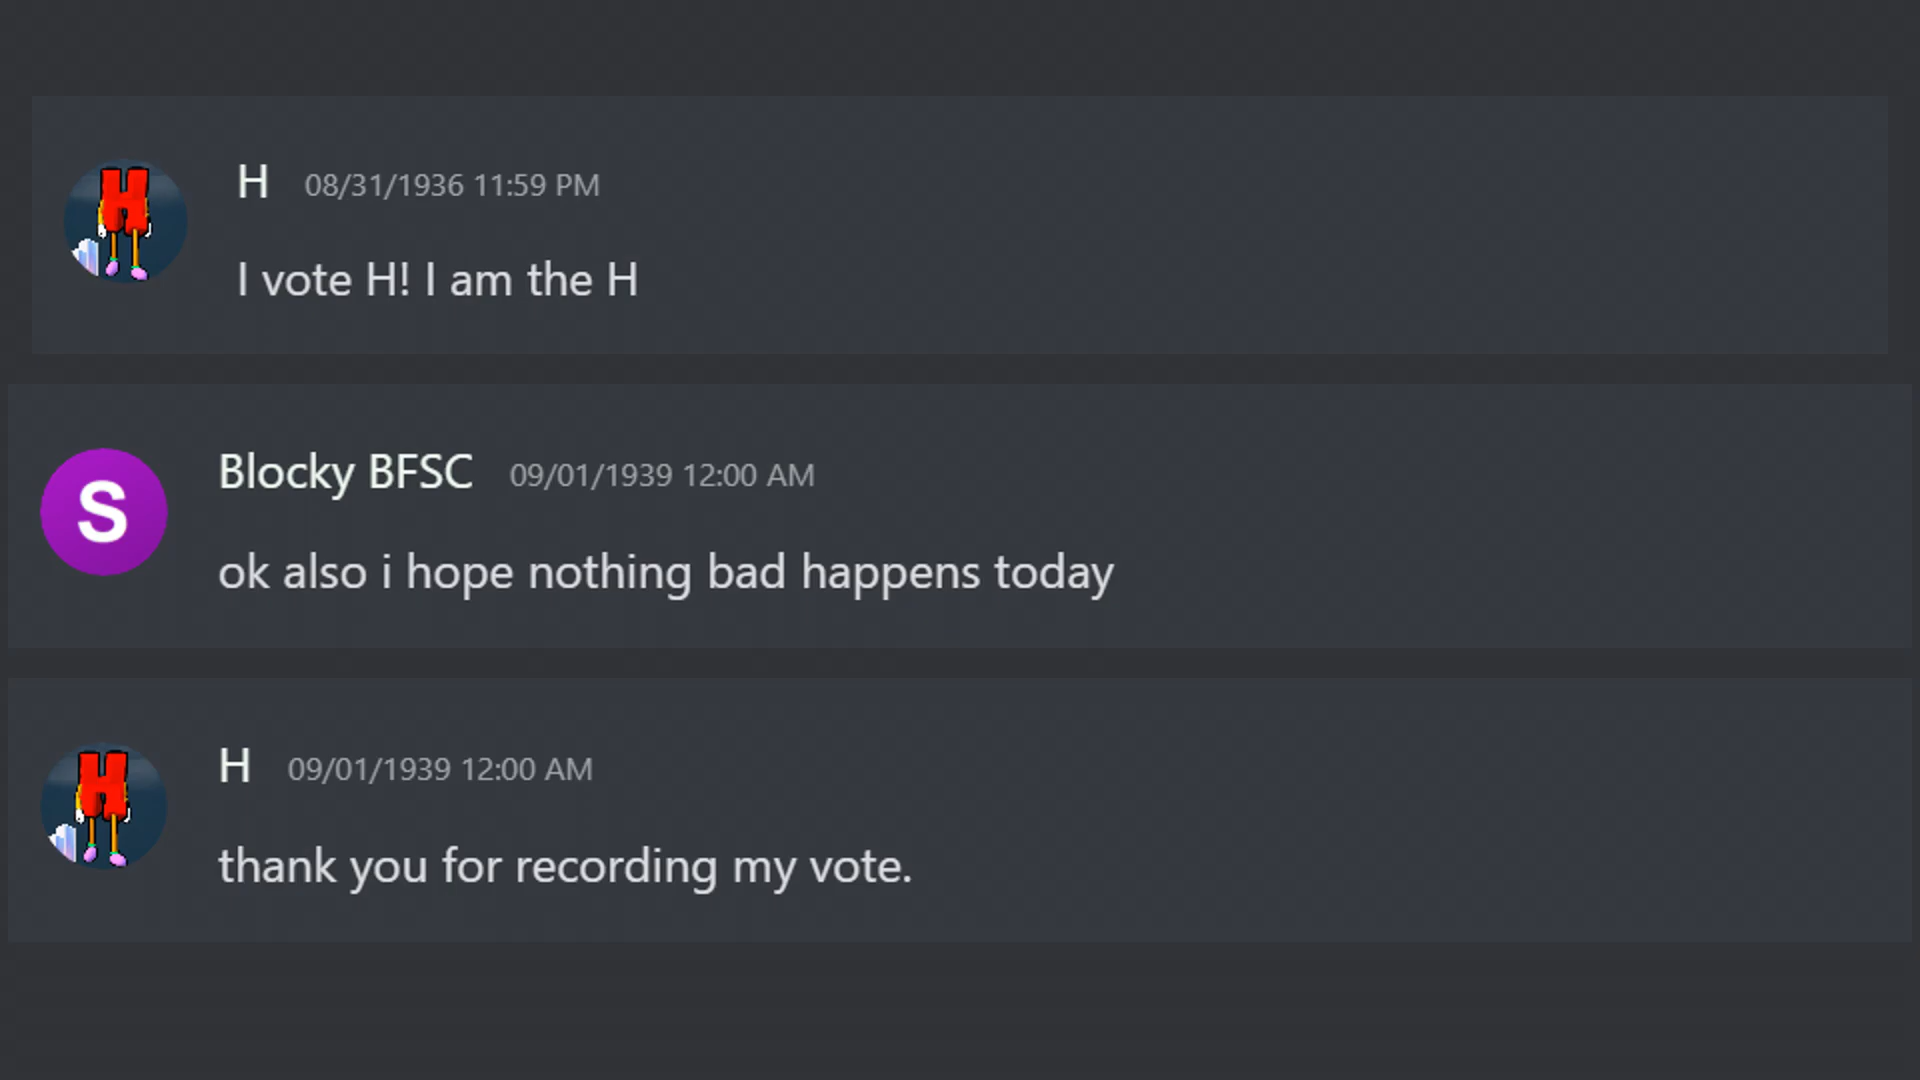 H 08/31/1936 11:59 PM
I vote H! I am the H
S
Blocky BFSC 09/01/1939 12:00 AM
ok also i hope nothing bad happens today
H 09/01/1939 12:00 AM
thank you for recording my vote.